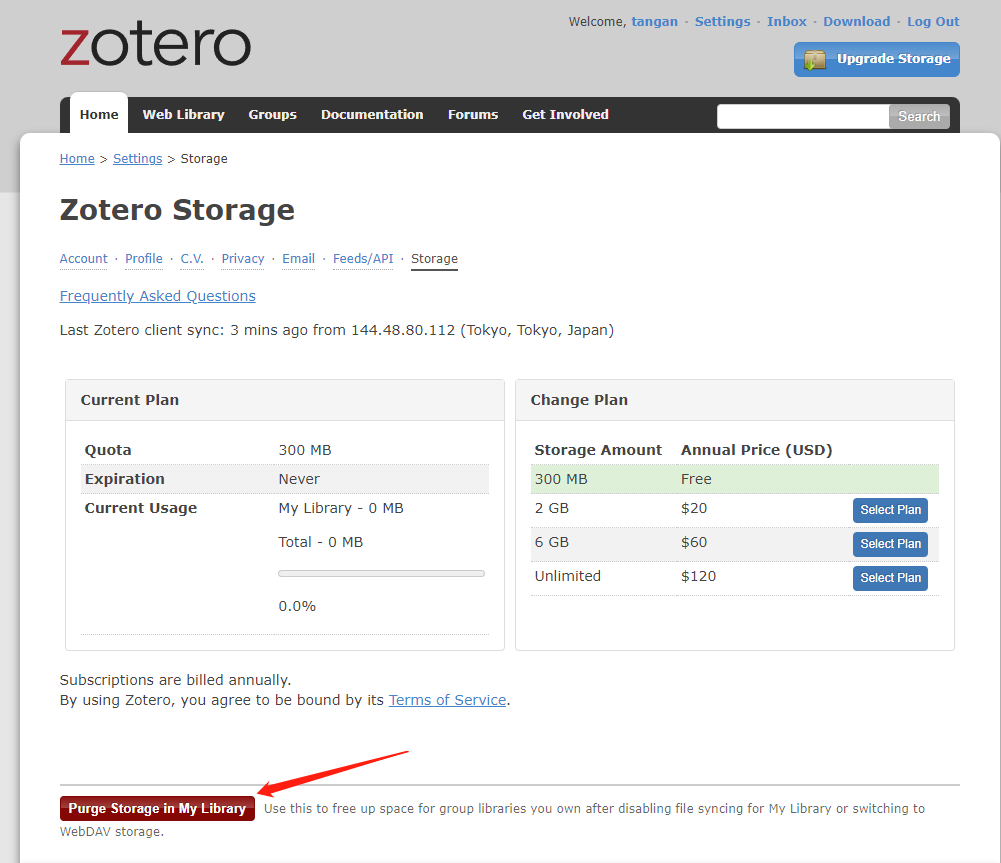 Welcome, tangan · Settings · Inbox · Download · Log Out
zotero
Upgrade Storage
Home Web Library Groups Documentation Forums Get Involved Search
Home > Settings > Storage
Zotero Storage
Account · Profile · C.V. · Privacy · Email · Feeds/API · Storage
Frequently Asked Questions
Last Zotero client sync: 3 mins ago from 144.48.80.112 (Tokyo, Tokyo, Japan)
Current Plan
Quota 300 MB
Expiration Never
Current Usage My Library - 0 MB
Total - 0 MB
0.0%
Change Plan
Storage Amount Annual Price (USD)
300 MB Free
2 GB $20 Select Plan
6 GB $60 Select Plan
Unlimited $120 Select Plan
Subscriptions are billed annually.
By using Zotero, you agree to be bound by its Terms of Service.
Purge Storage in My Library Use this to free up space for group libraries you own after disabling file syncing for My Library or switching to
WebDAV storage.